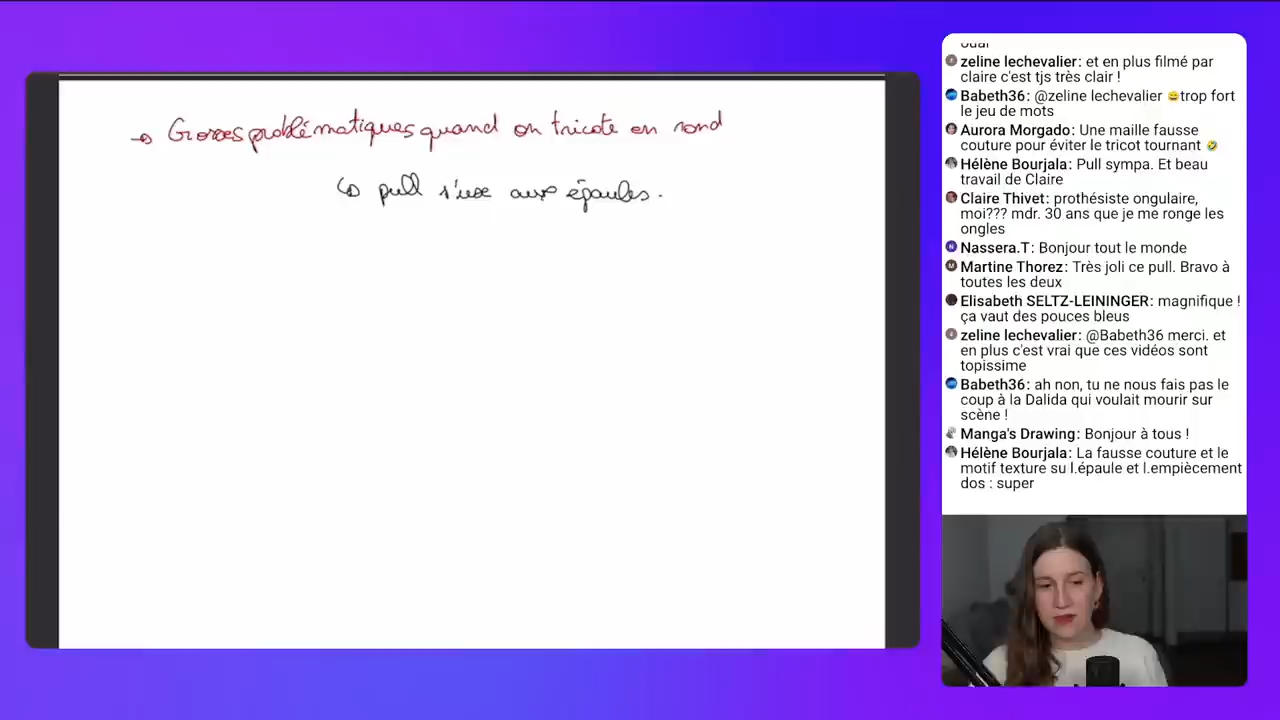 → Grosses problématiques quand on tricote en rond
↳ pull s'use aux épaules.
zeline lechevalier: et en plus filmé par
claire c'est tjs très clair !
Babeth36: @zeline lechevalier 😄trop fort
le jeu de mots
Aurora Morgado: Une maille fausse
couture pour éviter le tricot tournant 🤣
Hélène Bourjala: Pull sympa. Et beau
travail de Claire
Claire Thivet: prothésiste ongulaire,
moi??? mdr. 30 ans que je me ronge les
ongles
Nassera.T: Bonjour tout le monde
Martine Thorez: Très joli ce pull. Bravo à
toutes les deux
Elisabeth SELTZ-LEININGER: magnifique !
ça vaut des pouces bleus
zeline lechevalier: @Babeth36 merci. et
en plus c'est vrai que ces vidéos sont
topissime
Babeth36: ah non, tu ne nous fais pas le
coup à la Dalida qui voulait mourir sur
scène !
Manga's Drawing: Bonjour à tous !
Hélène Bourjala: La fausse couture et le
motif texture su l.épaule et l.empiècement
dos : super